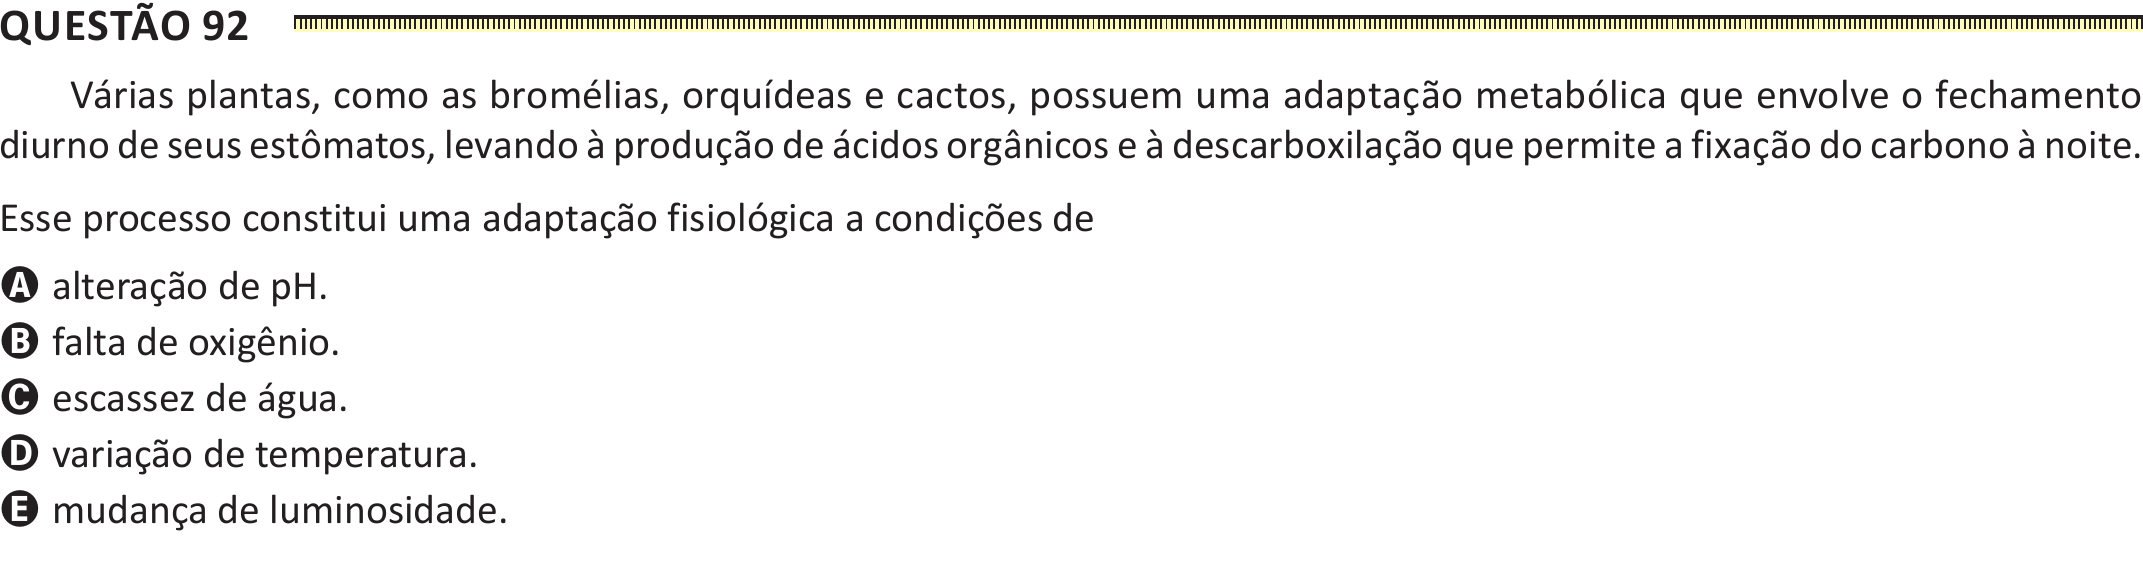 QUESTÃO 92
Várias plantas, como as bromélias, orquídeas e cactos, possuem uma adaptação metabólica que envolve o fechamento
diurno de seus estômatos, levando à produção de ácidos orgânicos e à descarboxilação que permite a fixação do carbono à noite.
Esse processo constitui uma adaptação fisiológica a condições de
A alteração de pH.
B falta de oxigênio.
C escassez de água.
D variação de temperatura.
E mudança de luminosidade.